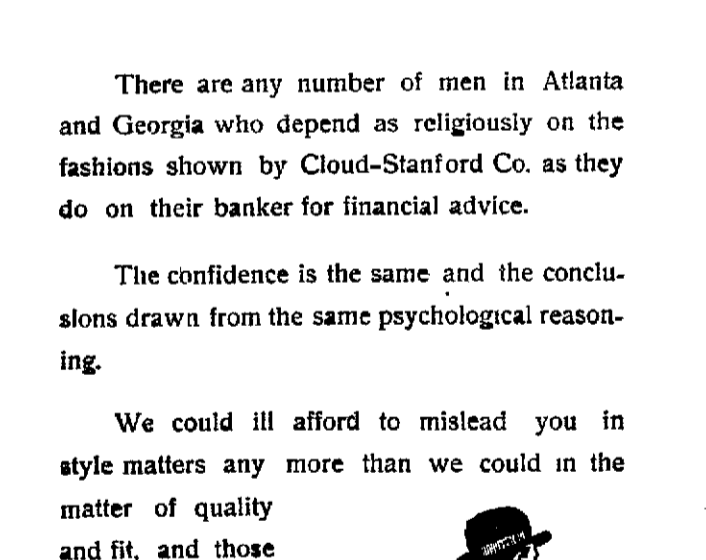 There are any number of men in Atlanta
and Georgia who depend as religiously on the
fashions shown by Cloud-Stanford Co. as they
do on their banker for financial advice.
The confidence is the same and the conclu-
sions drawn from the same psychological reason-
ing.
We could ill afford to mislead you in
style matters any more than we could in the
matter of quality
and fit, and those